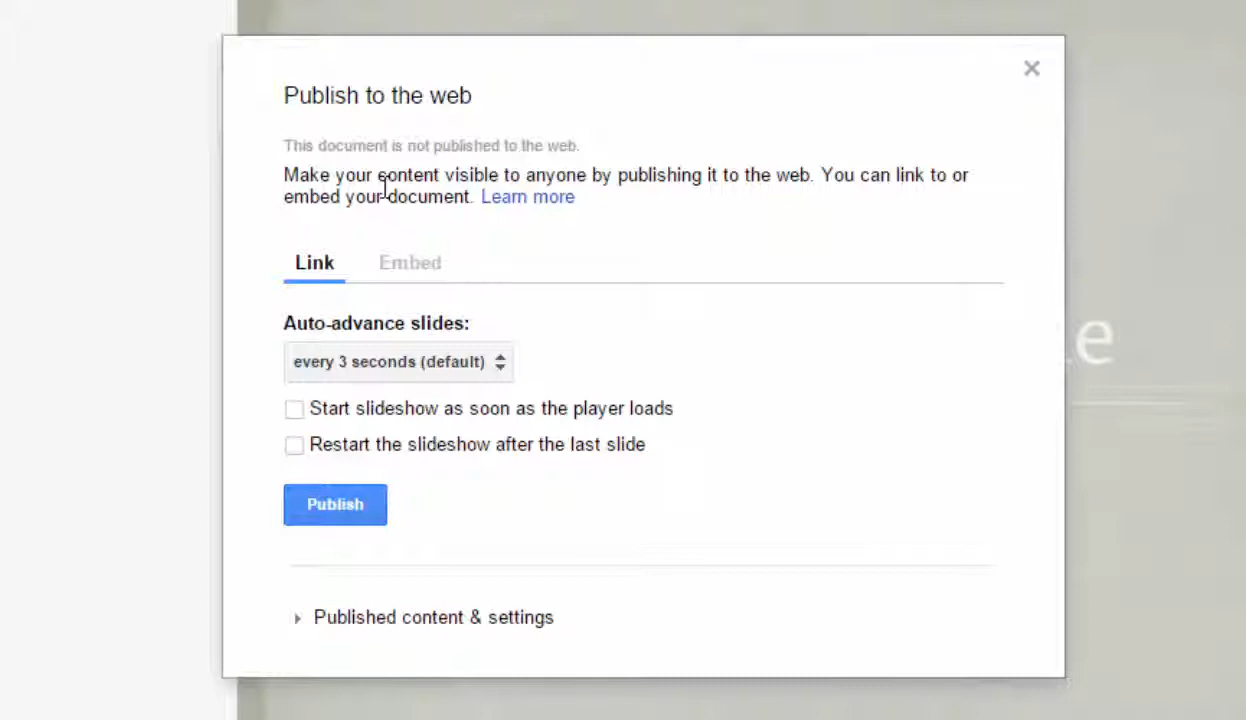 Publish to the web
This document is not published to the web.
Make your content visible to anyone by publishing it to the web. You can link to or
embed your document. Learn more
Link Embed
Auto-advance slides:
every 3 seconds (default)
Start slideshow as soon as the player loads
Restart the slideshow after the last slide
Publish
Published content & settings